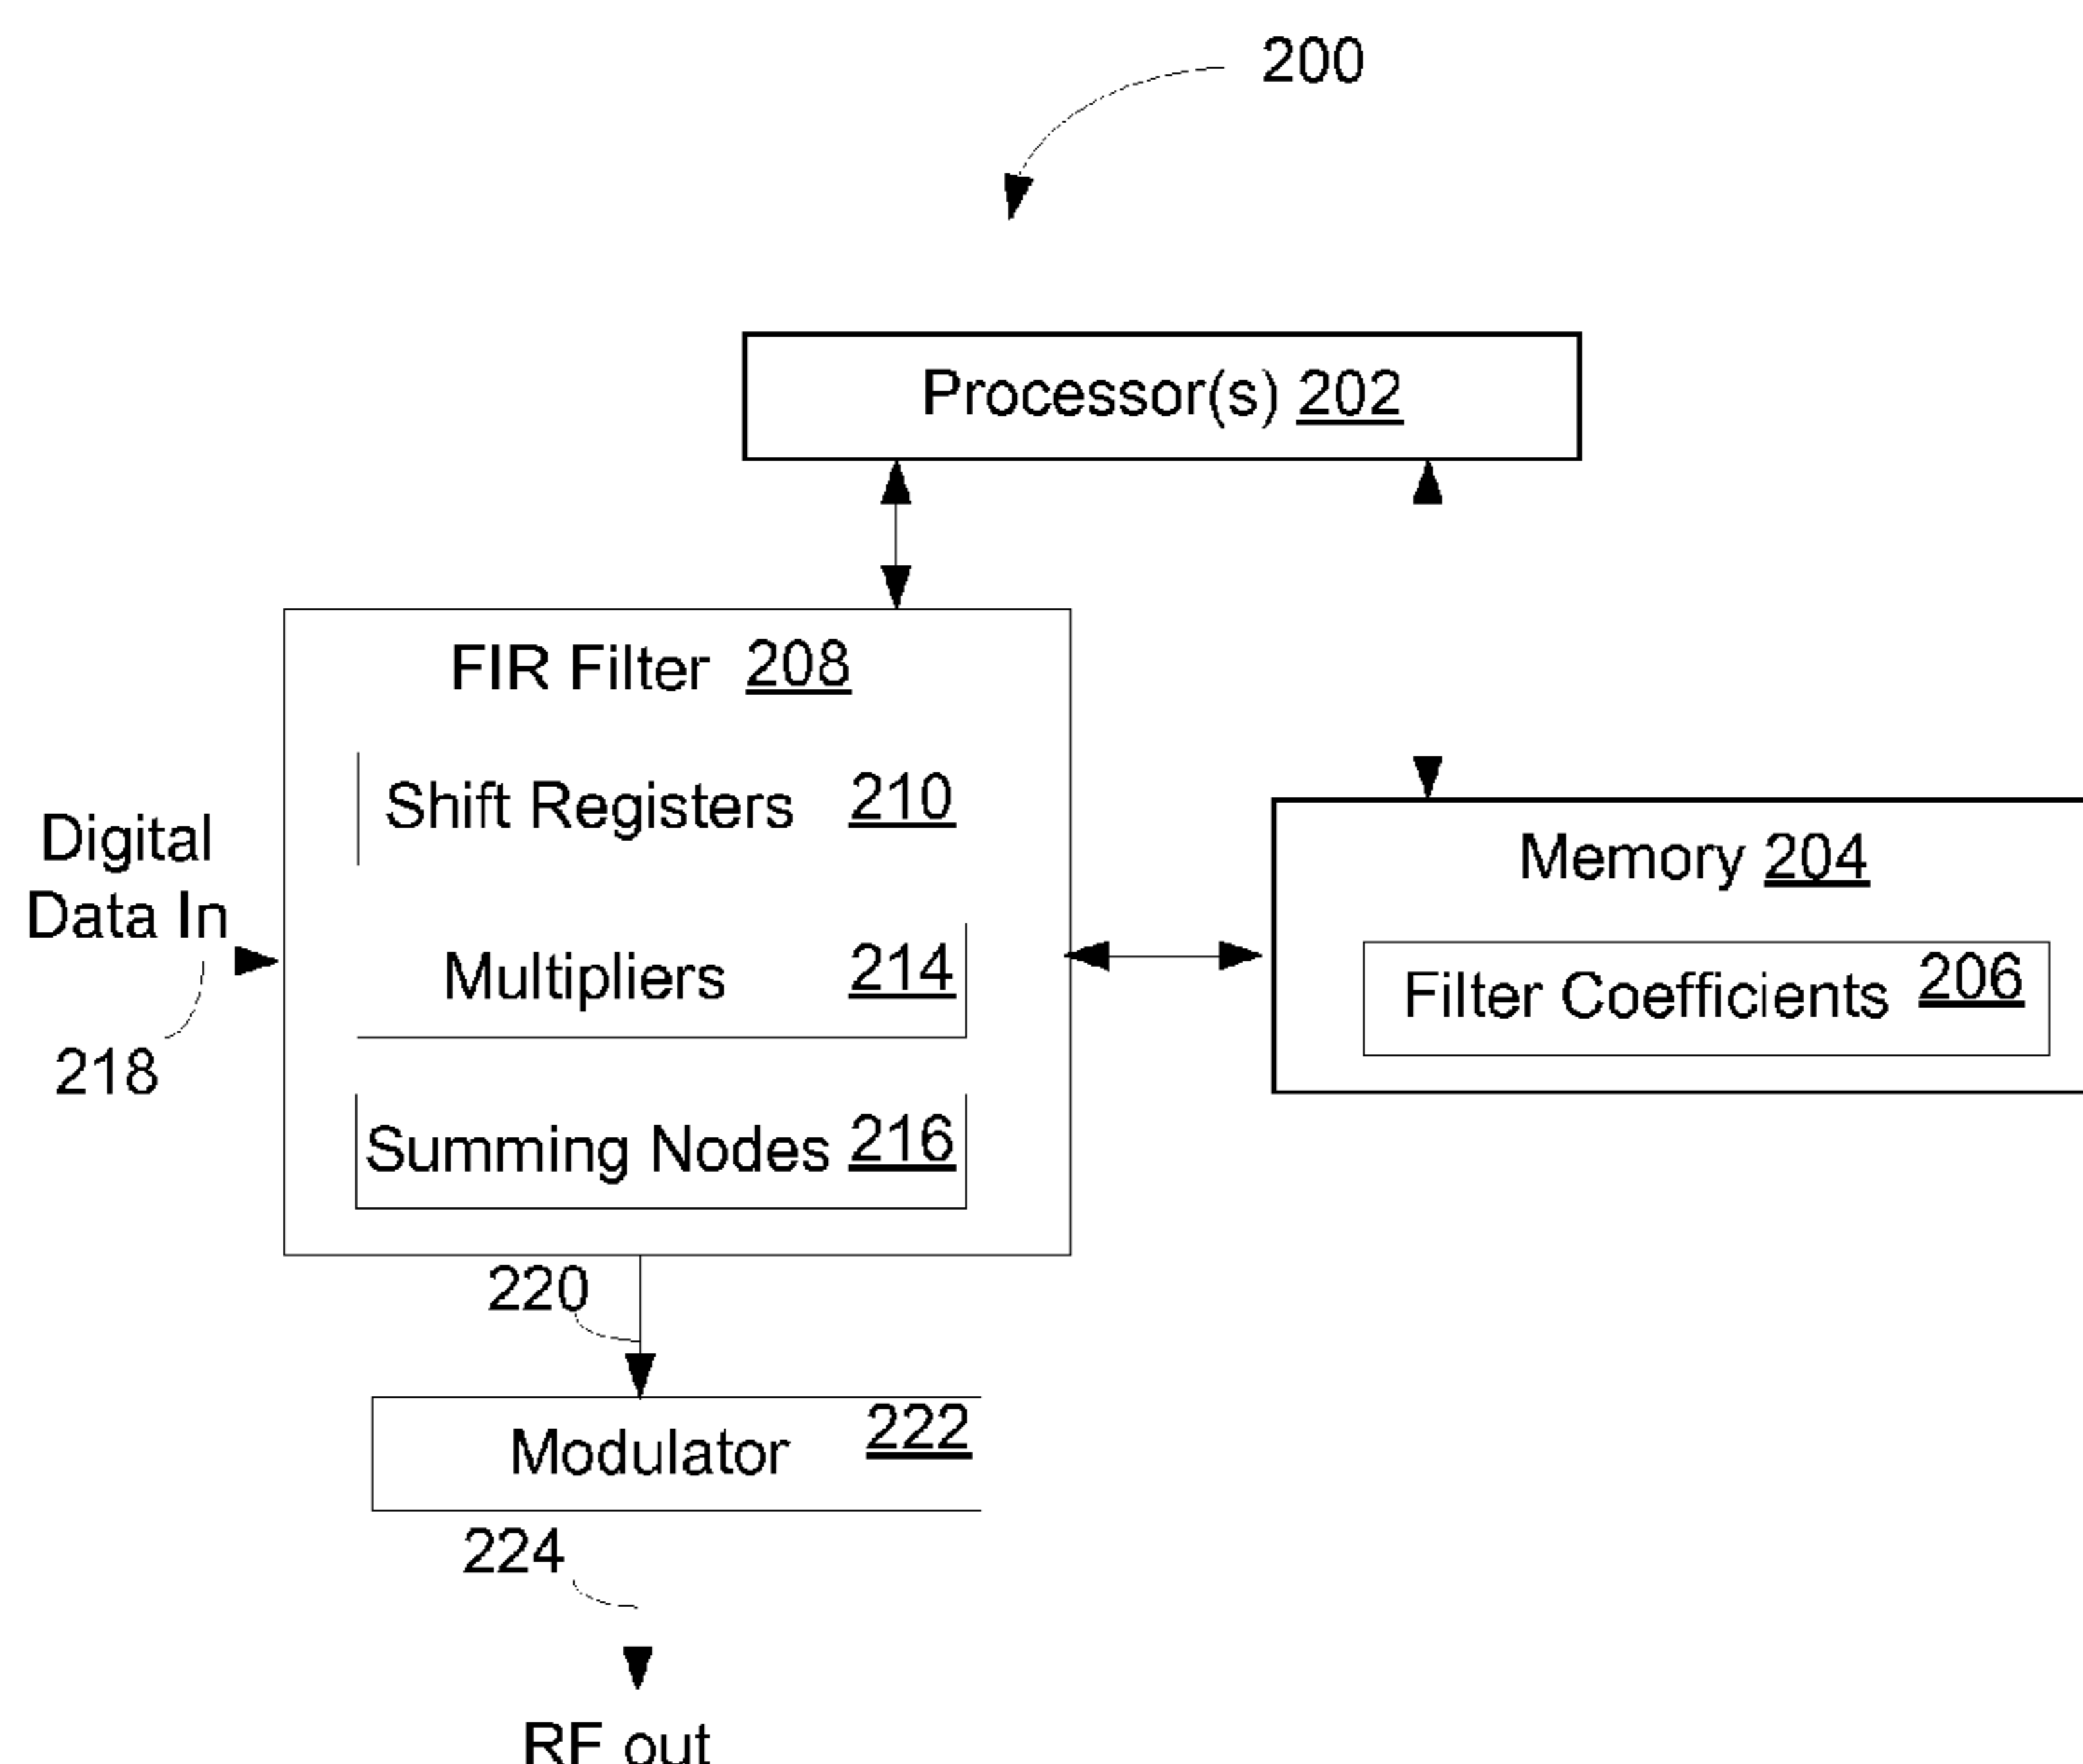 200
Processor(s) 202
FIR Filter 208
Shift Registers 210
Digital
Data In
218
Multipliers 214
Memory 204
Filter Coefficients 206
Summing Nodes 216
220
Modulator 222
224
RF out